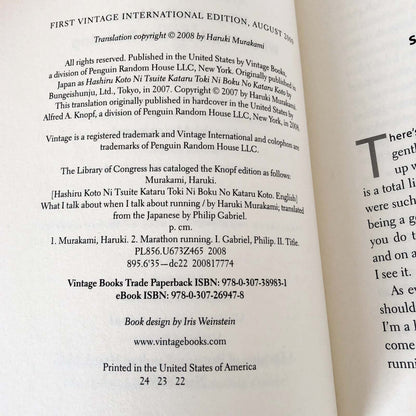 FIRST VINTAGE INTERNATIONAL EDITION, AUGUST 2009
Translation copyright © 2008 by Haruki Murakami
All rights reserved. Published in the United States by Vintage Books,
a division of Penguin Random House LLC, New York. Originally published in
Japan as Hashiru Koto Ni Tsuite Kataru Toki Ni Boku No Kataru Koto by
Bungeishunju, Ltd., Tokyo, in 2007. Copyright © 2007 by Haruki Murakami.
This translation originally published in hardcover in the United States by
Alfred A. Knopf, a division of Penguin Random House LLC, New York, in 2008.
Vintage is a registered trademark and Vintage International and colophon are
trademarks of Penguin Random House LLC.
The Library of Congress has cataloged the Knopf edition as follows:
Murakami, Haruki.
[Hashiru Koto Ni Tsuite Kataru Toki Ni Boku No Kataru Koto. English]
What I talk about when I talk about running / by Haruki Murakami; translated
from the Japanese by Philip Gabriel.
p. cm.
1. Murakami, Haruki. 2. Marathon running. I. Gabriel, Philip. II. Title.
PL856.U673Z465 2008
895.6'35—dc22 200817774
Vintage Books Trade Paperback ISBN: 978-0-307-38983-1
eBook ISBN: 978-0-307-26947-8
Book design by Iris Weinstein
www.vintagebooks.com
Printed in the United States of America
24 23 22
S
There's
gentl
up w
is a total li
were such
being a g
you do t
and on a
I see it.
As ev
should
I'm a l
come
runni